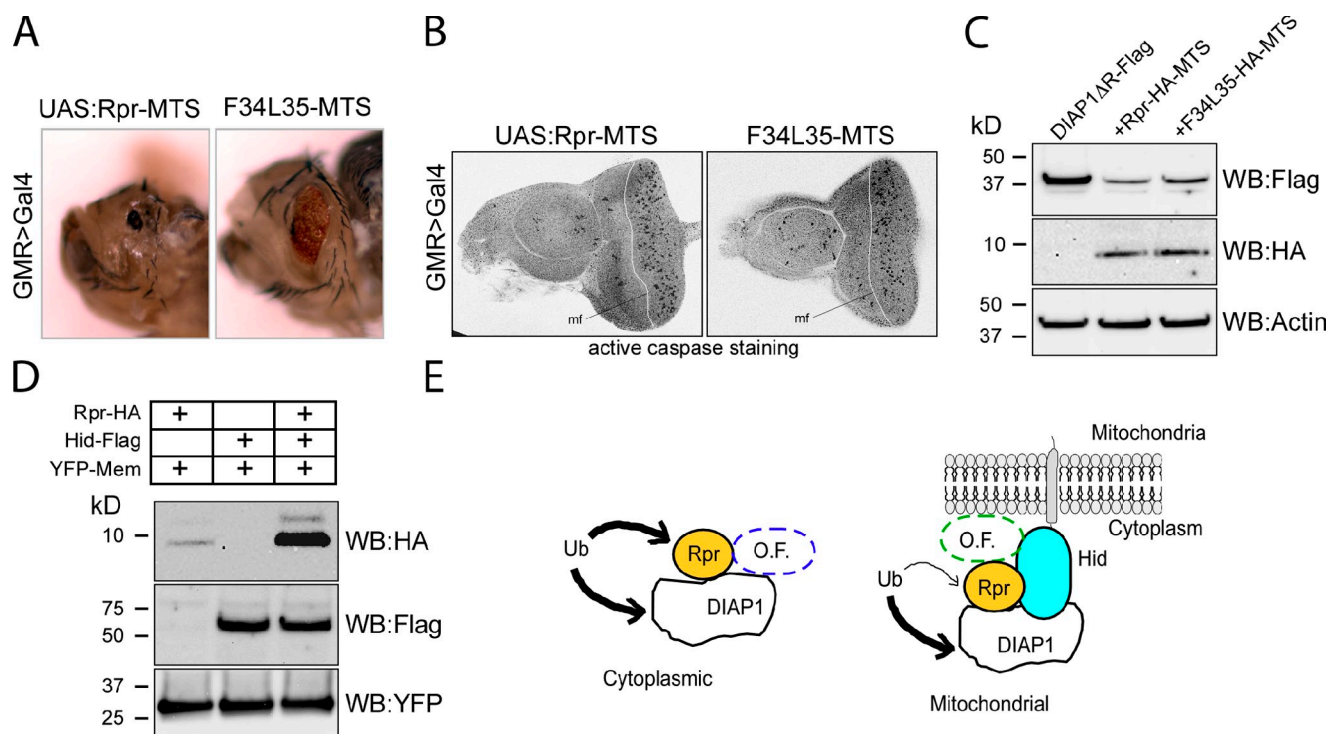 A
UAS:Rpr-MTS
F34L35-MTS
GMR>Gal4
B
UAS:Rpr-MTS
F34L35-MTS
GMR>Gal4
mf
mf
active caspase staining
C
DIAP1ΔR-Flag
+Rpr-HA-MTS
+F34L35-HA-MTS
kD
50
37
WB:Flag
10
WB:HA
50
37
WB:Actin
D
Rpr-HA + +
Hid-Flag + +
YFP-Mem + + +
kD
10
WB:HA
75
50
WB:Flag
37
25
WB:YFP
E
Ub
Rpr
O.F.
DIAP1
Cytoplasmic
Mitochondria
Cytoplasm
O.F.
Hid
Ub
Rpr
DIAP1
Mitochondrial